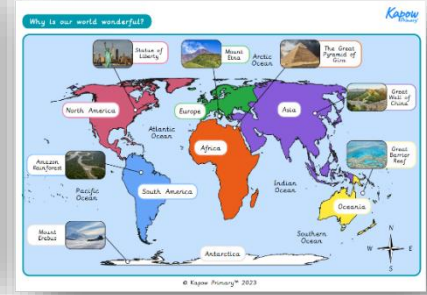 Why is our world wonderful?
Kapow
Primary
Statue of
Liberty
Mount
Etna
Arctic
Ocean
The Great
Pyramid of
Giza
North America
Europe
Asia
Great
Wall of
China
Atlantic
Ocean
Africa
Amazon
Rainforest
Great
Barrier
Reef
Pacific
Ocean
South America
Indian
Ocean
Oceania
Mount
Erebus
Southern
Ocean
Antarctica
N
W
E
S
© Kapow Primary™ 2023